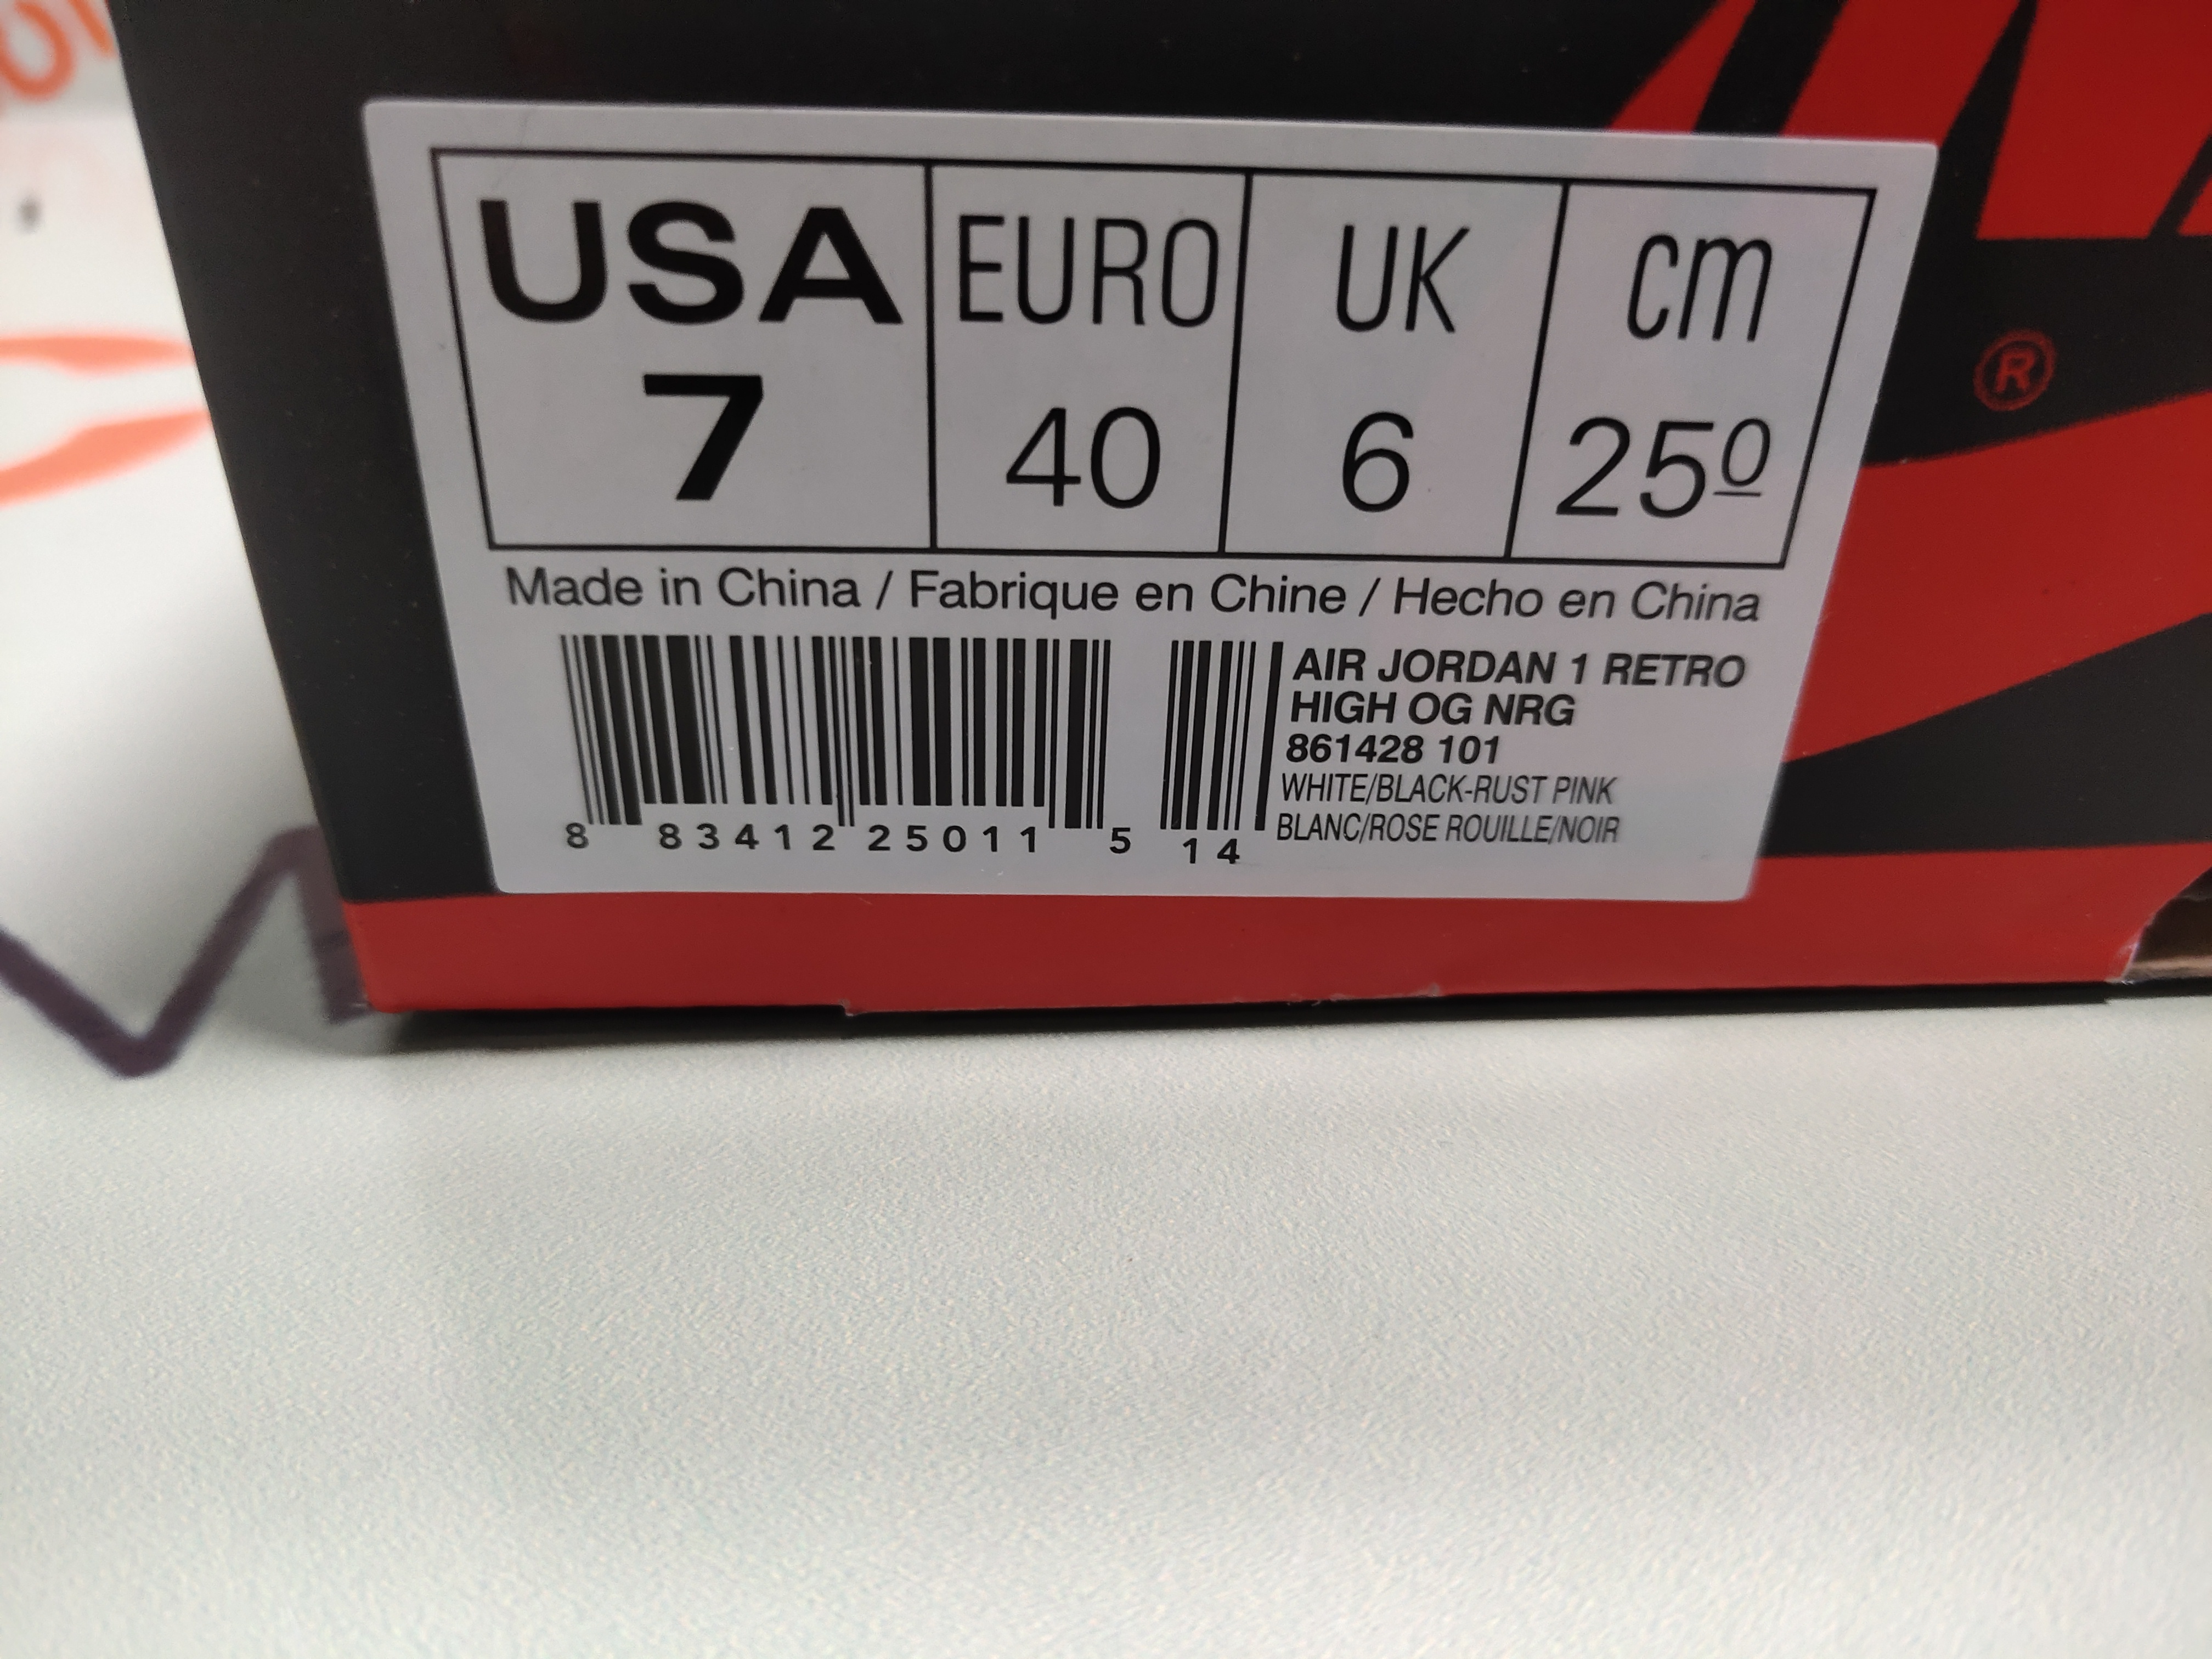 USA EURO UK cm
7 40 6 25 0
Made in China / Fabrique en Chine / Hecho en China
AIR JORDAN 1 RETRO
HIGH OG NRG
861428 101
WHITE/BLACK-RUST PINK
BLANC/ROSE ROUILLE/NOIR
8 83412 25011 5 14
®